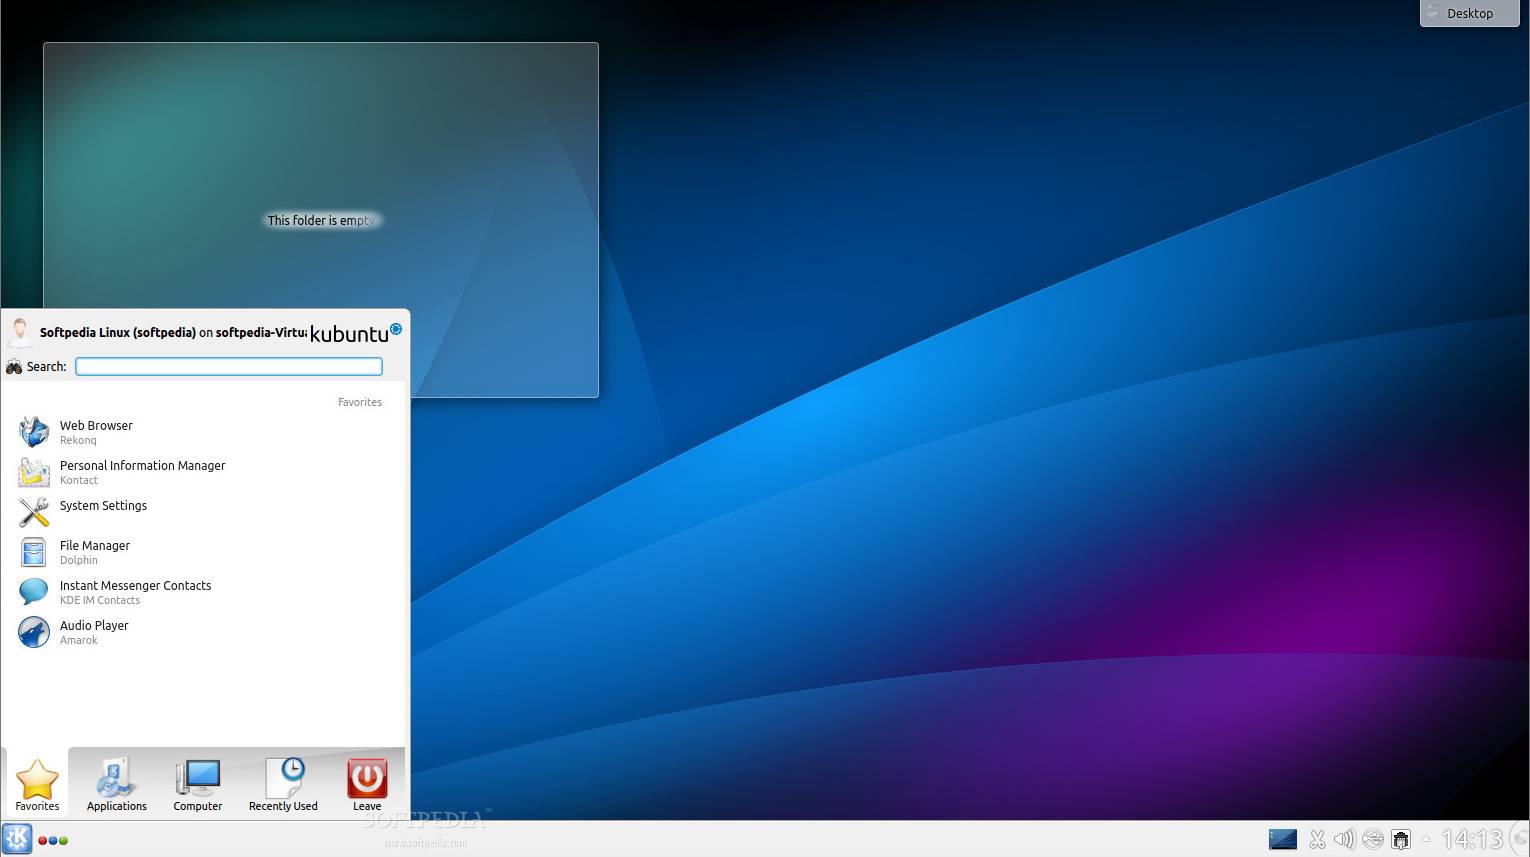 Desktop
This folder is empty
Softpedia Linux (softpedia) on softpedia-Virtua
kubuntu
Search:
Favorites
Web Browser
Rekonq
Personal Information Manager
Kontact
System Settings
File Manager
Dolphin
Instant Messenger Contacts
KDE IM Contacts
Audio Player
Amarok
Favorites
Applications
Computer
Recently Used
Leave
SOFTPEDIA™
www.softpedia.com
14:13